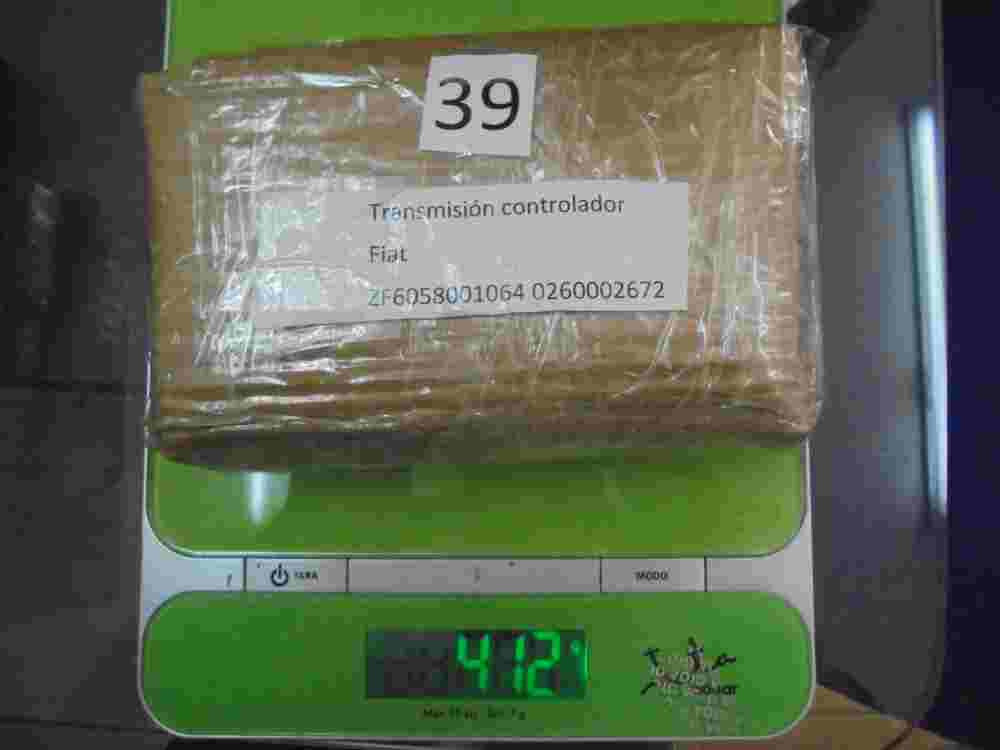 39
Transmisión controlador
Fiat
ZF6058001064 0260002672
TARA
MODO
412